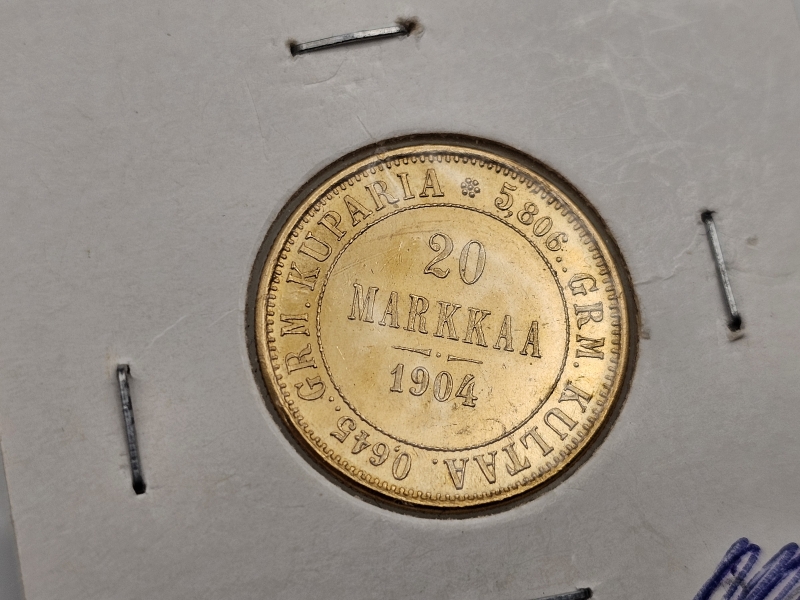 20
MARKKAA
1904
5,806. GRM. KULTAA. 0,645. GRM. KUPARIA